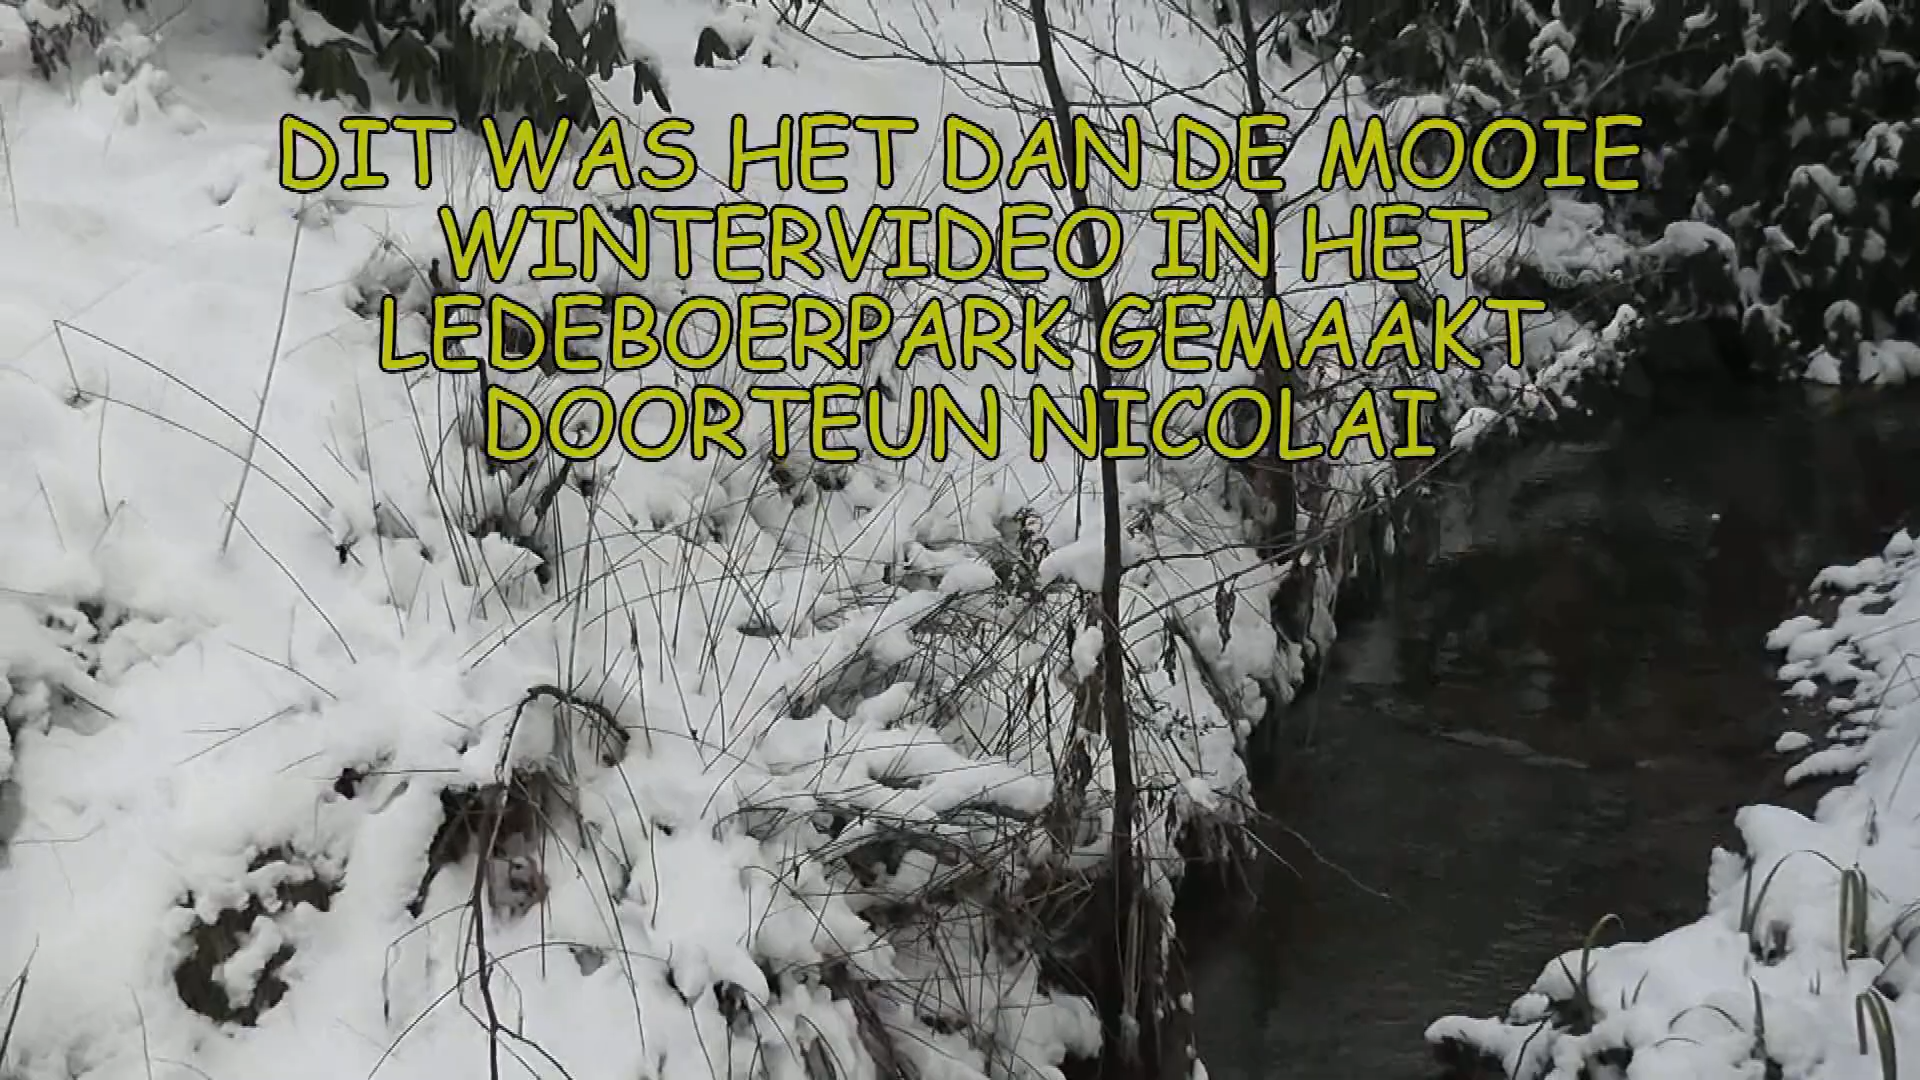 DIT WAS HET DAN DE MOOIE
WINTERVIDEO IN HET
LEDEBOERPARK GEMAAKT
DOORTEUN NICOLAI